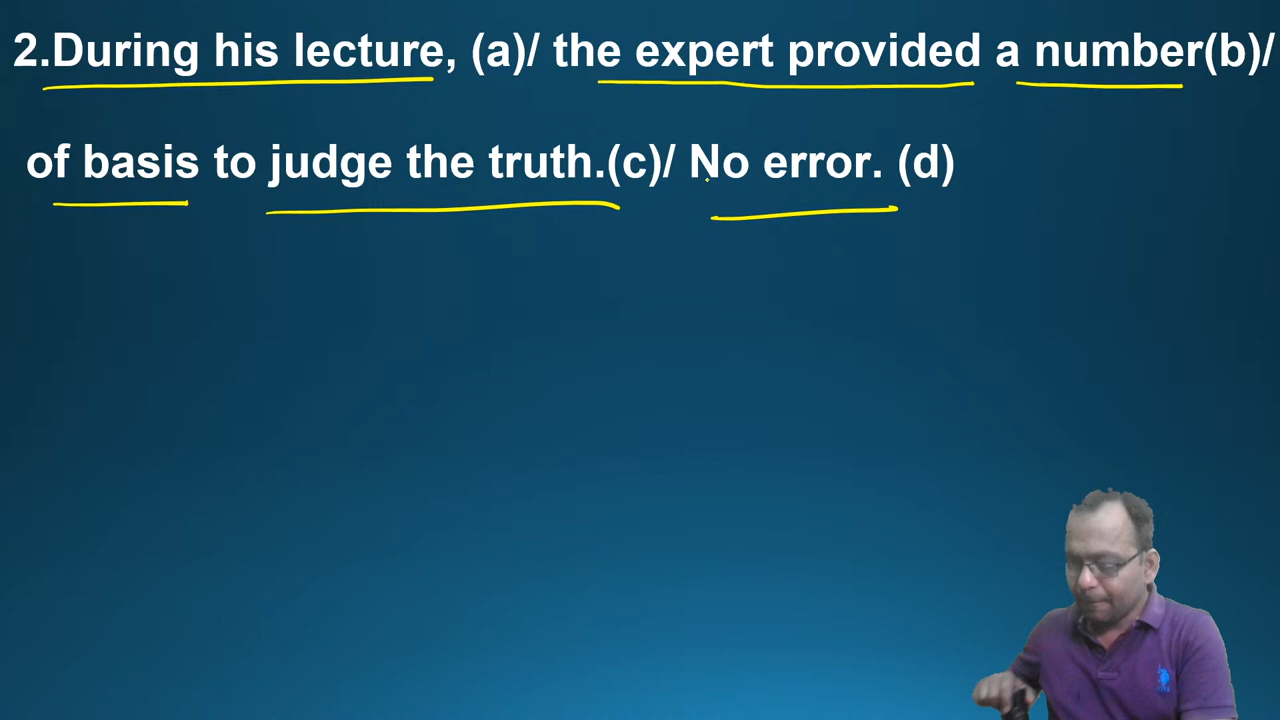 2.During his lecture, (a)/ the expert provided a number(b)/
of basis to judge the truth.(c)/ No error. (d)